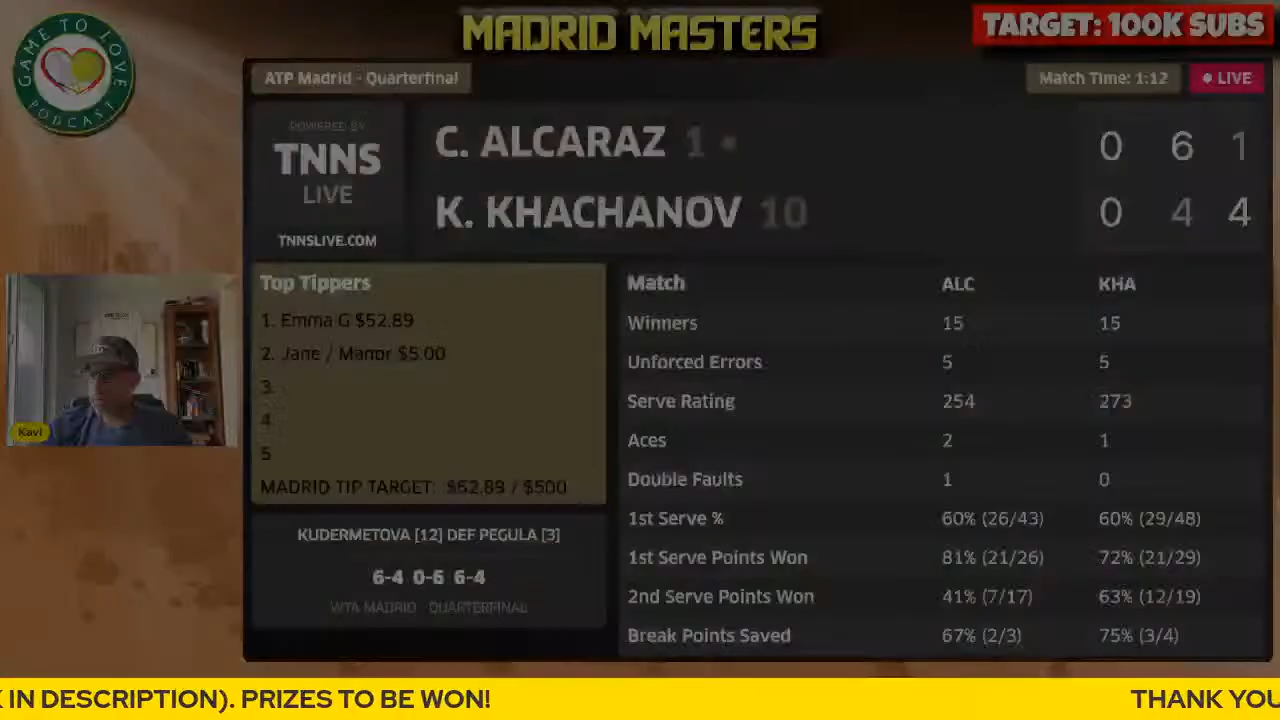 GAME TO LOVE
PODCAST
MADRID MASTERS
TARGET: 100K SUBS
ATP Madrid - Quarterfinal
Match Time: 1:12
LIVE
POWERED BY
TNNS
LIVE
TNNSLIVE.COM
C. ALCARAZ 1 0 6 1
K. KHACHANOV 10 0 4 4
Top Tippers
1. Emma G $52.89
2. Jane / Manor $5.00
3.
4.
5
MADRID TIP TARGET: $52.89 / $500
KUDERMETOVA [12] DEF PEGULA [3]
6-4 0-6 6-4
WTA MADRID - QUARTERFINAL
Match ALC KHA
Winners 15 15
Unforced Errors 5 5
Serve Rating 254 273
Aces 2 1
Double Faults 1 0
1st Serve % 60% (26/43) 60% (29/48)
1st Serve Points Won 81% (21/26) 72% (21/29)
2nd Serve Points Won 41% (7/17) 63% (12/19)
Break Points Saved 67% (2/3) 75% (3/4)
Kavi
IN DESCRIPTION). PRIZES TO BE WON!
THANK YOU